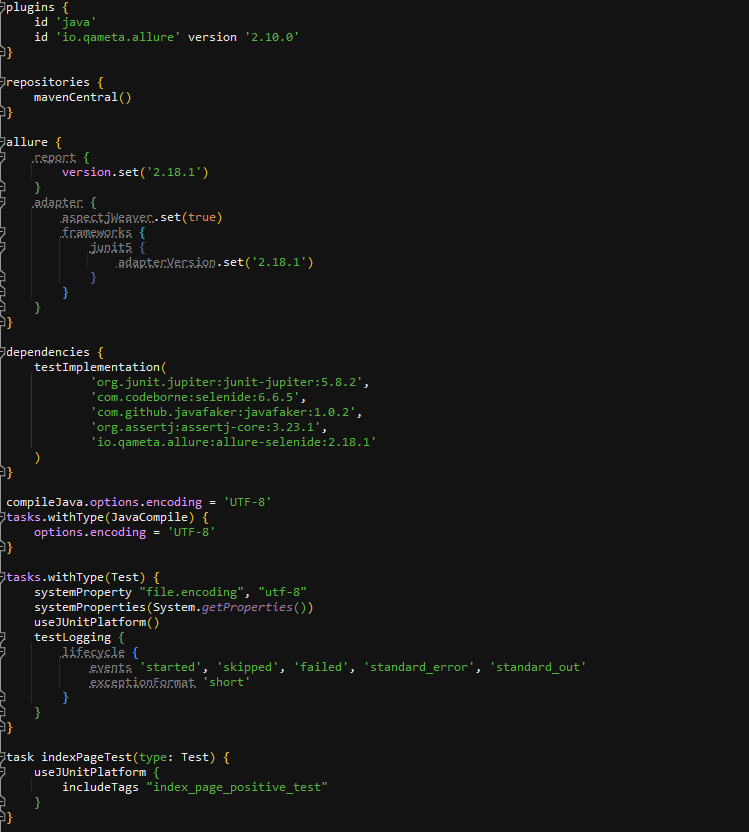 plugins {
    id 'java'
    id 'io.qameta.allure' version '2.10.0'
}

repositories {
    mavenCentral()
}

allure {
    report {
        version.set('2.18.1')
    }
    adapter {
        aspectjWeaver.set(true)
        frameworks {
            junit5 {
                adapterVersion.set('2.18.1')
            }
        }
    }
}

dependencies {
    testImplementation(
            'org.junit.jupiter:junit-jupiter:5.8.2',
            'com.codeborne:selenide:6.6.5',
            'com.github.javafaker:javafaker:1.0.2',
            'org.assertj:assertj-core:3.23.1',
            'io.qameta.allure:allure-selenide:2.18.1'
    )
}

compileJava.options.encoding = 'UTF-8'
tasks.withType(JavaCompile) {
    options.encoding = 'UTF-8'
}

tasks.withType(Test) {
    systemProperty "file.encoding", "utf-8"
    systemProperties(System.getProperties())
    useJUnitPlatform()
    testLogging {
        lifecycle {
            events 'started', 'skipped', 'failed', 'standard_error', 'standard_out'
            exceptionFormat 'short'
        }
    }
}

task indexPageTest(type: Test) {
    useJUnitPlatform {
        includeTags "index_page_positive_test"
    }
}